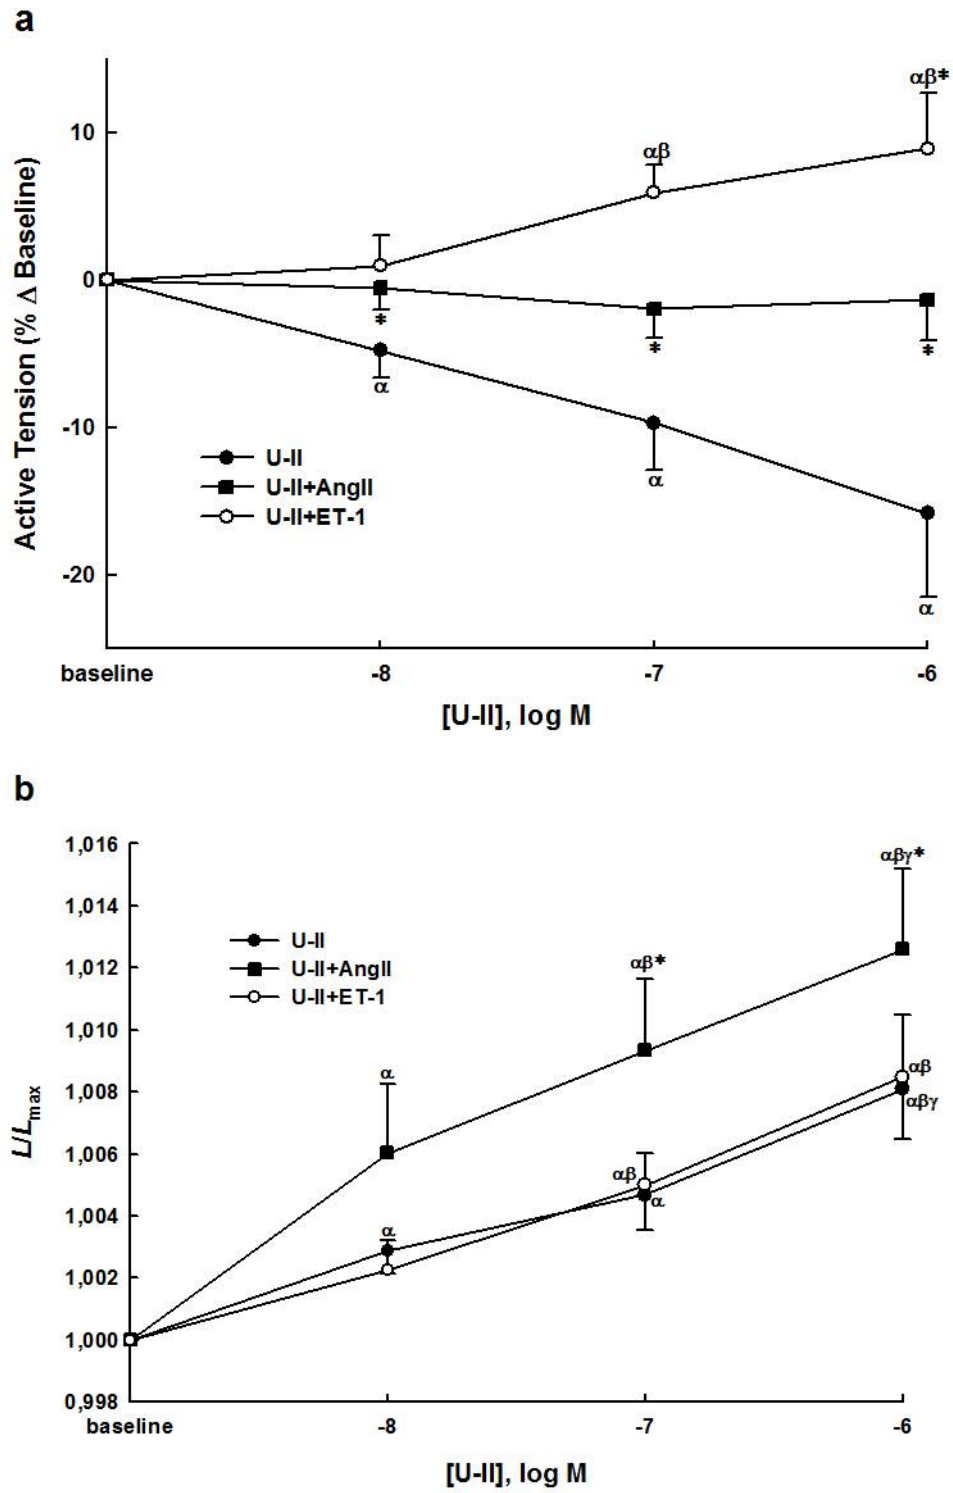 a
αβ*
αβ
10
0
*
*
*
α
-10
α
U-II
U-II+AngII
U-II+ET-1
-20
α
Active Tension (% Δ Baseline)
baseline
-8
-7
-6
[U-II], log M
b
1,016
αβγ*
1,014
U-II
1,012
αβ*
U-II+AngII
U-II+ET-1
1,010
α
1,008
αβ
αβγ
1,006
αβ
α
1,004
α
1,002
1,000
0,998
L/Lmax
baseline
-8
-7
-6
[U-II], log M